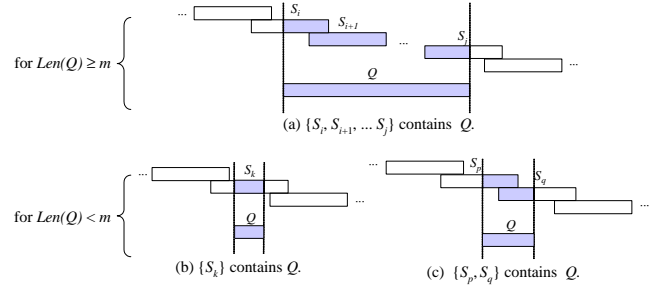 ... S_i
S_{i+1}
... S_j
for Len(Q) ≥ m
Q
...
(a) {S_i, S_{i+1}, ... S_j} contains Q.
... S_k
... S_p
S_q
for Len(Q) < m
... ...
Q Q
(b) {S_k} contains Q.
(c) {S_p, S_q} contains Q.